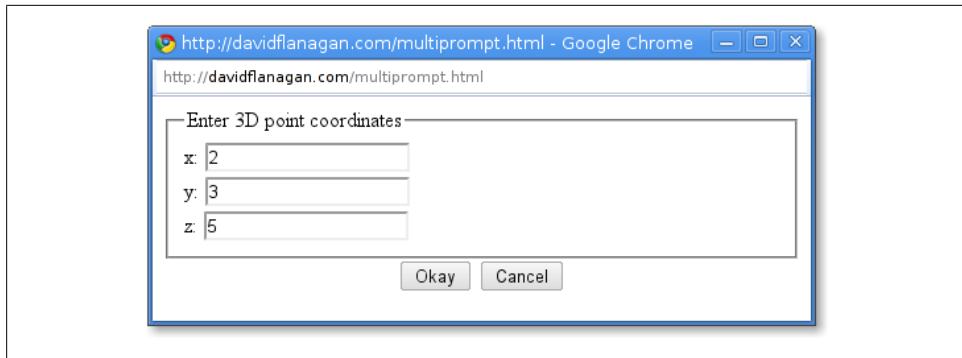 http://davidflanagan.com/multiprompt.html - Google Chrome
http://davidflanagan.com/multiprompt.html
Enter 3D point coordinates
x: 2
y: 3
z: 5
Okay Cancel